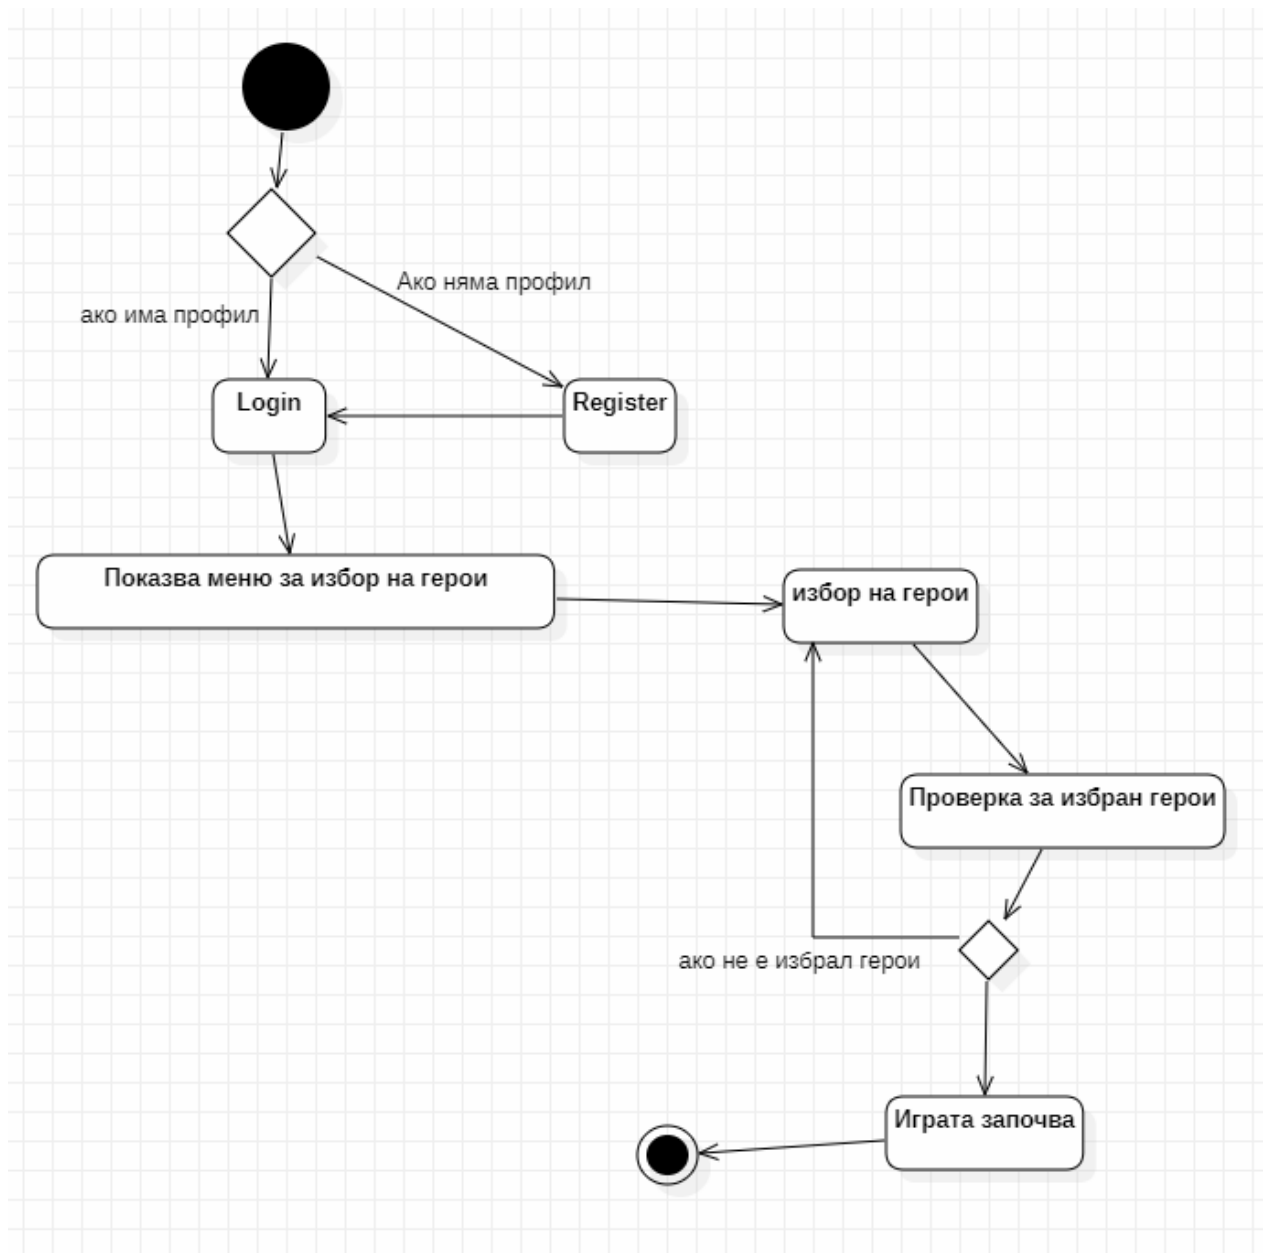 Ако няма профил
ако има профил
Login
Register
Показва меню за избор на герои
избор на герои
Проверка за избран герои
ако не е избрал герои
Играта започва